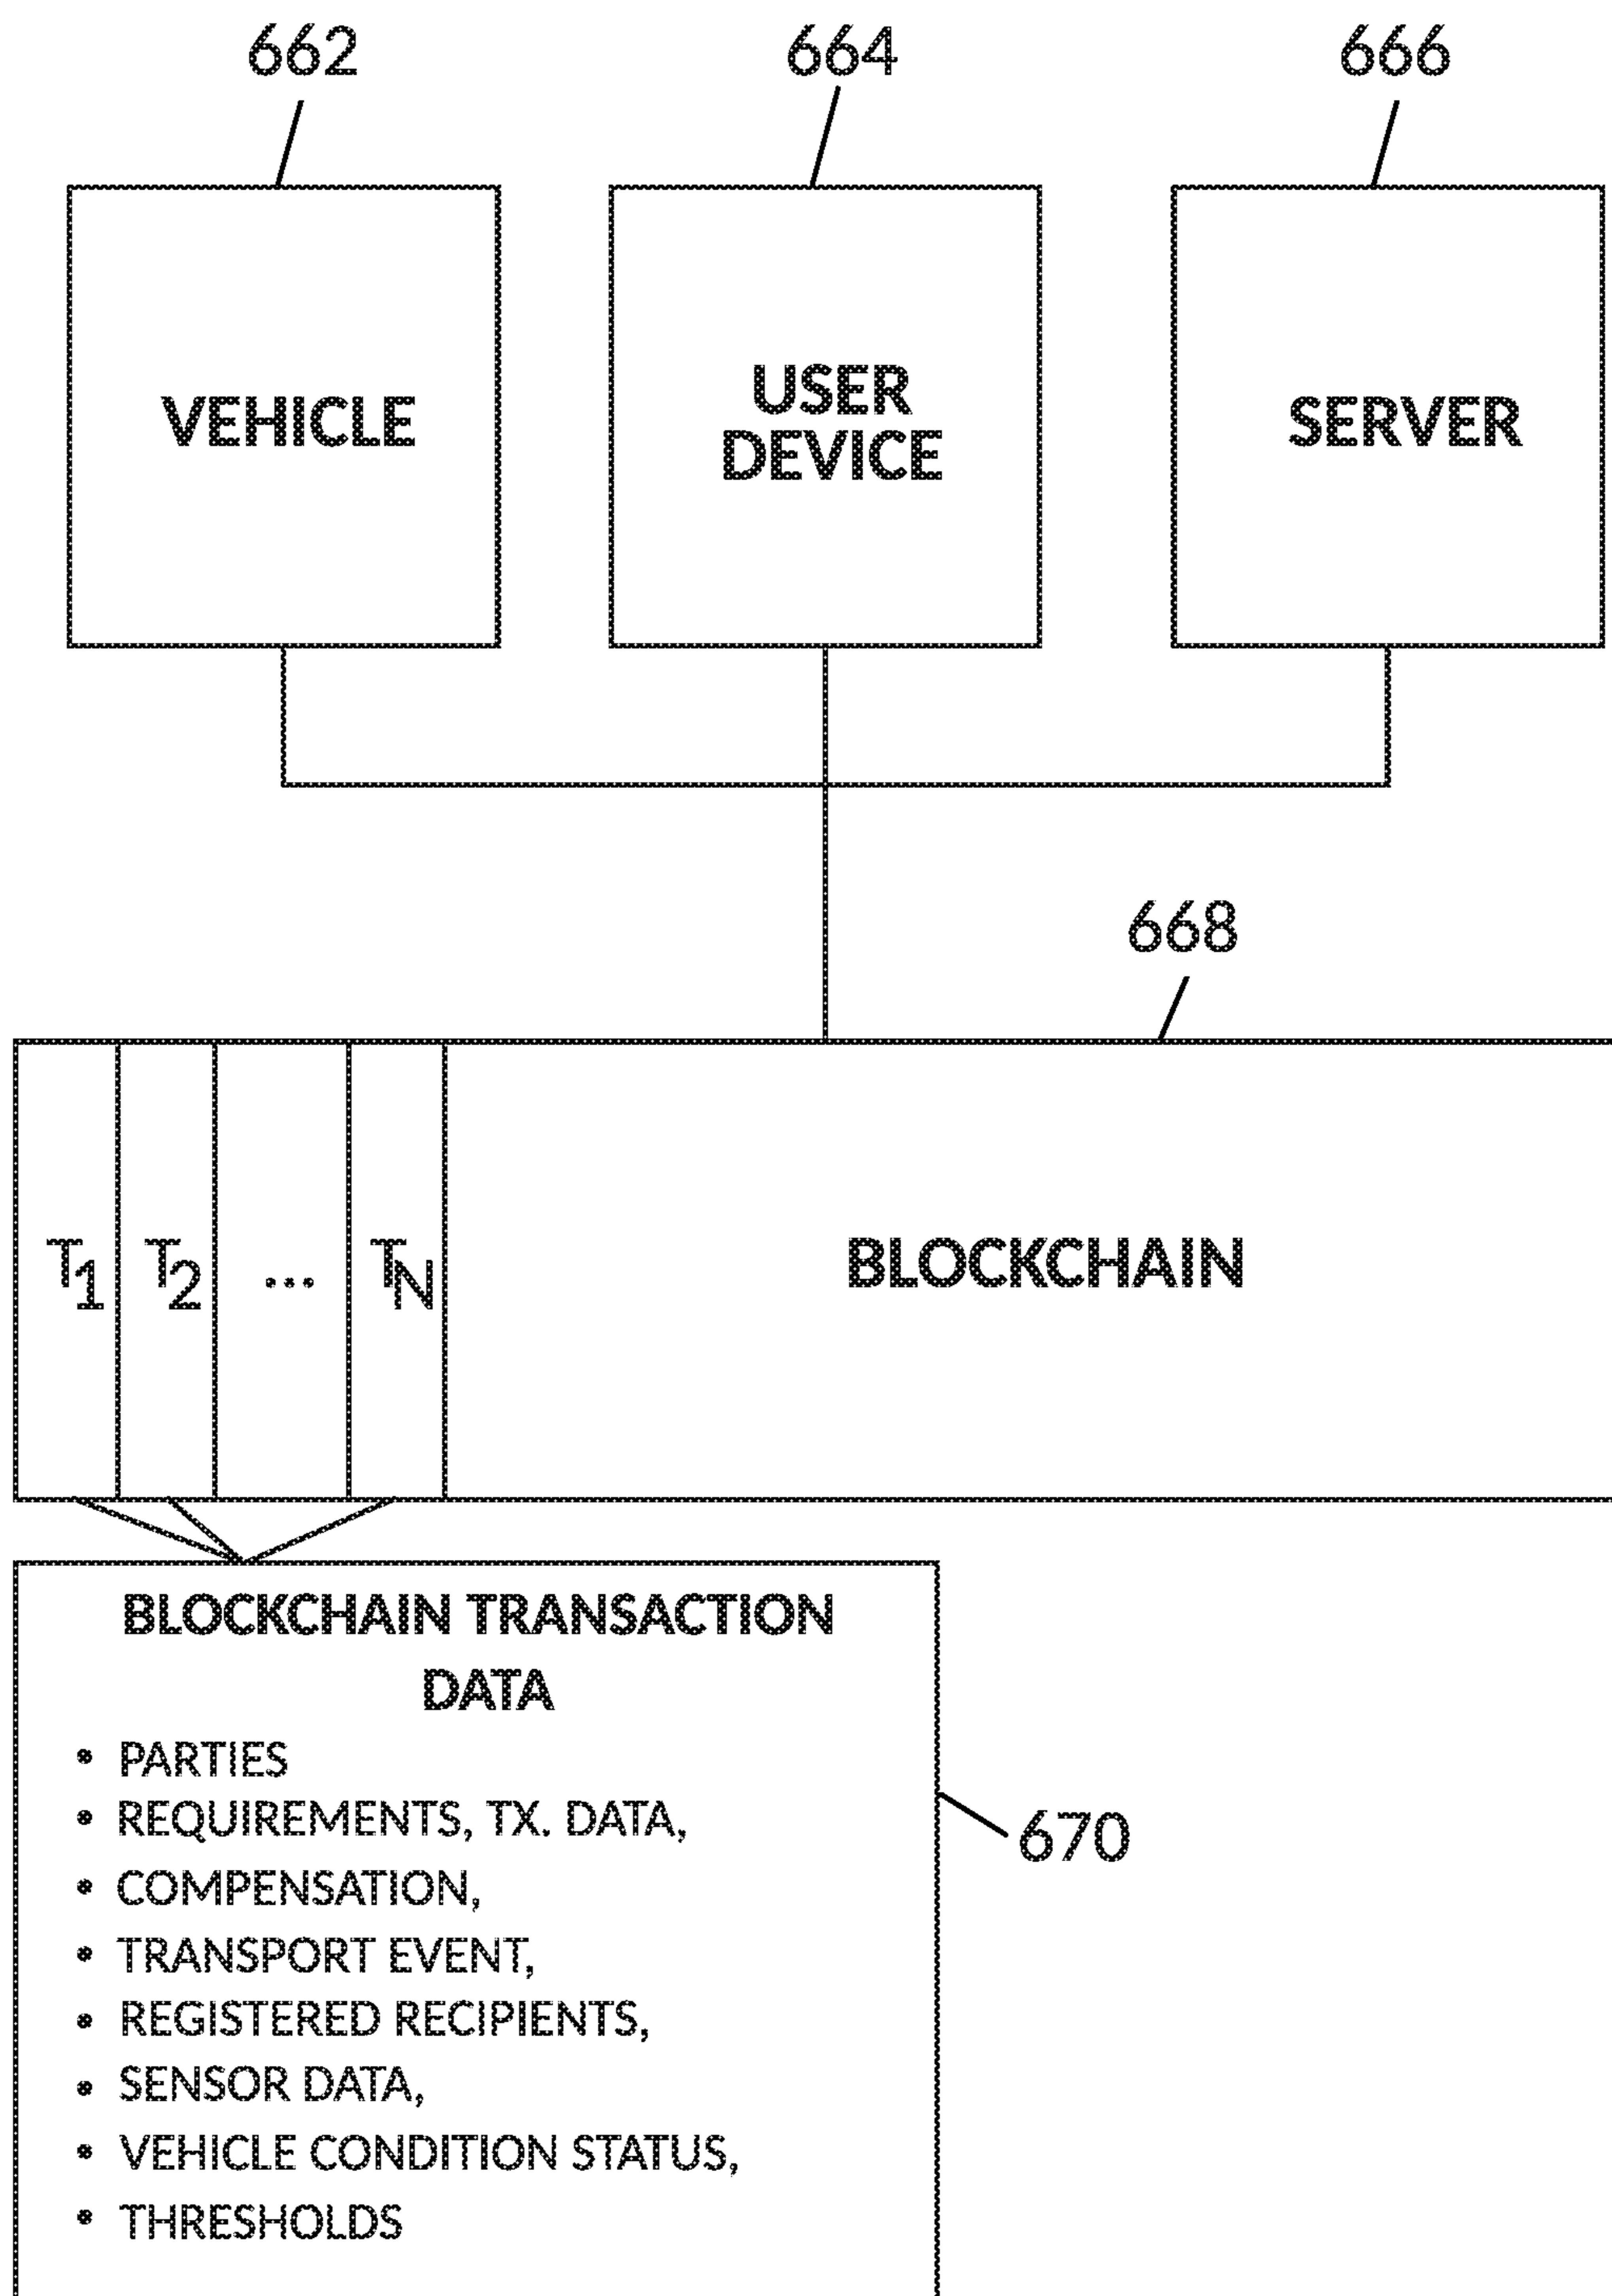 662 664 666
VEHICLE
USER
DEVICE
SERVER
668
T1 T2 ... TN
BLOCKCHAIN
BLOCKCHAIN TRANSACTION
DATA
• PARTIES
• REQUIREMENTS, TX. DATA,
• COMPENSATION,
• TRANSPORT EVENT,
• REGISTERED RECIPIENTS,
• SENSOR DATA,
• VEHICLE CONDITION STATUS,
• THRESHOLDS
670